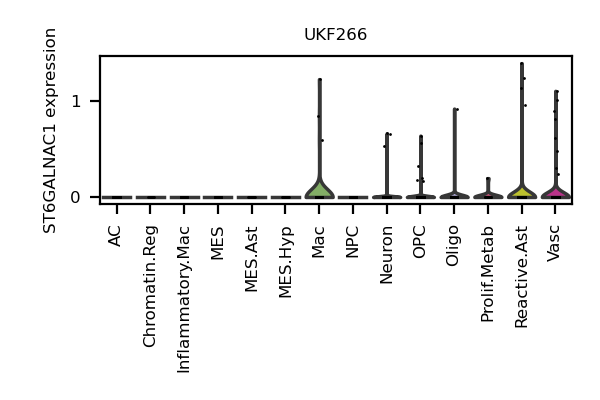 UKF266
ST6GALNAC1 expression
1
0
AC
Chromatin.Reg
Inflammatory.Mac
MES
MES.Ast
MES.Hyp
Mac
NPC
Neuron
OPC
Oligo
Prolif.Metab
Reactive.Ast
Vasc